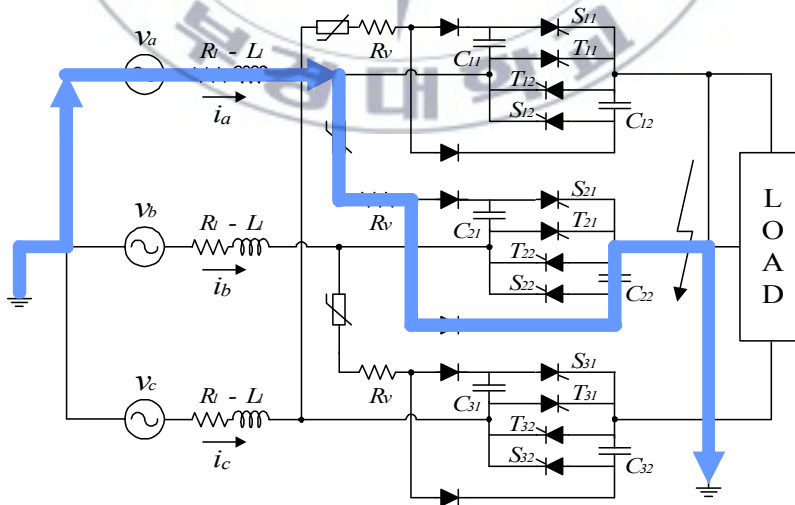 va
Rl - Ll
ia
Rv
C11
S11
T11
T12
S12
C12
vb
Rl - Ll
ib
Rv
C21
S21
T21
T22
S22
C22
vc
Rl - Ll
ic
Rv
C31
S31
T31
T32
S32
C32
L
O
A
D